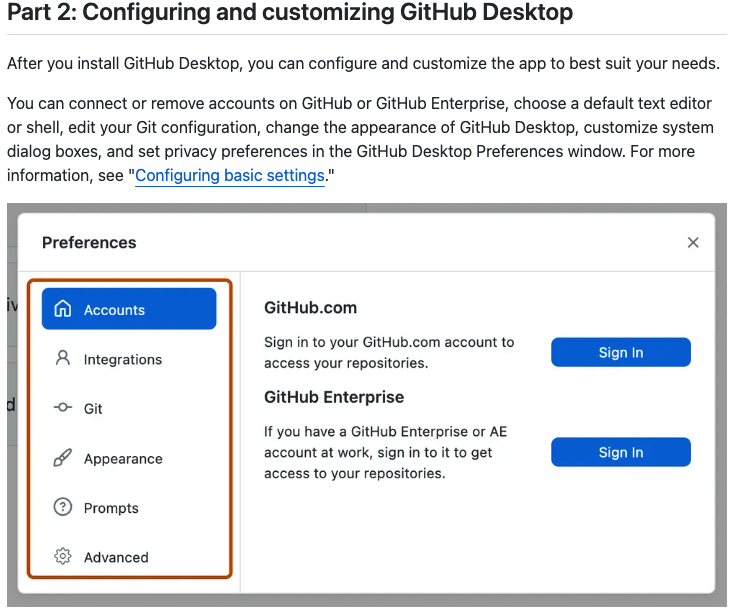 Part 2: Configuring and customizing GitHub Desktop
After you install GitHub Desktop, you can configure and customize the app to best suit your needs.
You can connect or remove accounts on GitHub or GitHub Enterprise, choose a default text editor
or shell, edit your Git configuration, change the appearance of GitHub Desktop, customize system
dialog boxes, and set privacy preferences in the GitHub Desktop Preferences window. For more
information, see "Configuring basic settings."
Preferences
Accounts
Integrations
Git
Appearance
Prompts
Advanced
GitHub.com
Sign in to your GitHub.com account to
access your repositories.
Sign In
GitHub Enterprise
If you have a GitHub Enterprise or AE
account at work, sign in to it to get
access to your repositories.
Sign In